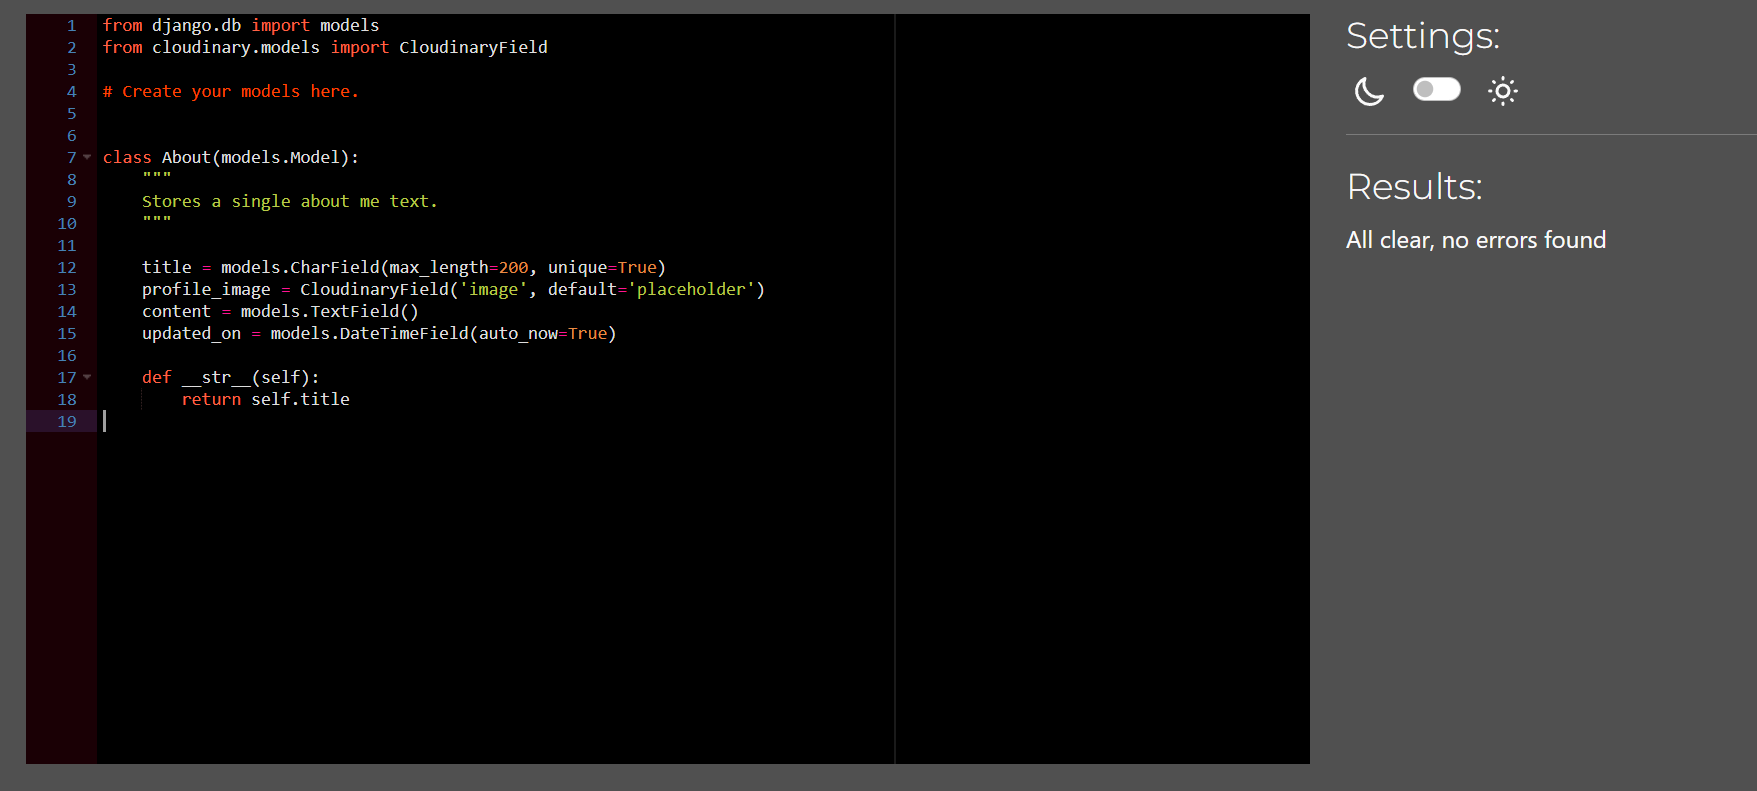 1 from django.db import models
2 from cloudinary.models import CloudinaryField
3
4 # Create your models here.
5
6
7 class About(models.Model):
8     """
9     Stores a single about me text.
10     """
11
12     title = models.CharField(max_length=200, unique=True)
13     profile_image = CloudinaryField('image', default='placeholder')
14     content = models.TextField()
15     updated_on = models.DateTimeField(auto_now=True)
16
17     def __str__(self):
18         return self.title
19
Settings:
Results:
All clear, no errors found